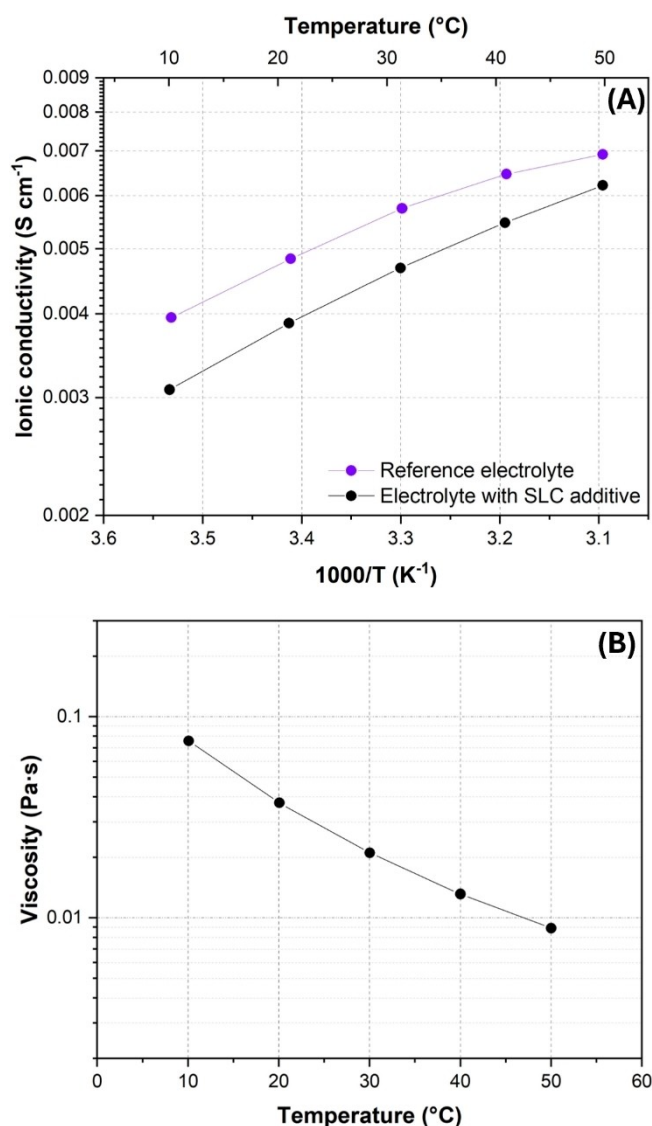 Temperature (°C)
10 20 30 40 50
(A)
0.009
0.008
0.007
0.006
0.005
0.004
0.003
0.002
Ionic conductivity (S cm⁻¹)
Reference electrolyte
Electrolyte with SLC additive
3.6 3.5 3.4 3.3 3.2 3.1
1000/T (K⁻¹)
(B)
0.1
0.01
Viscosity (Pa·s)
0 10 20 30 40 50 60
Temperature (°C)